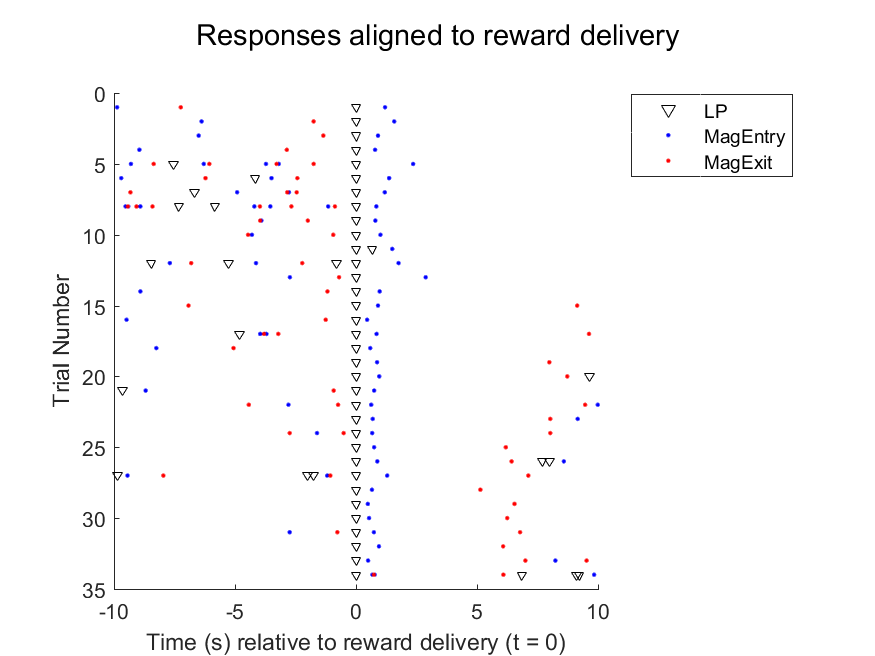 Responses aligned to reward delivery
LP
MagEntry
MagExit
0
5
10
15
20
25
30
35
Trial Number
-10
-5
0
5
10
Time (s) relative to reward delivery (t = 0)